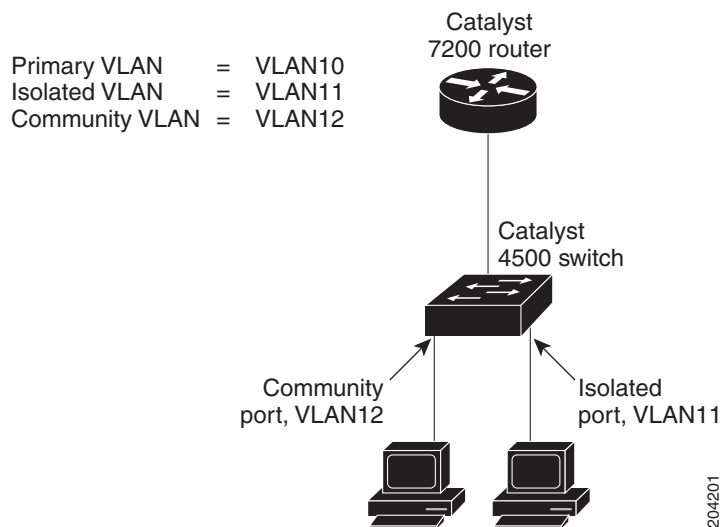 Catalyst
7200 router
Primary VLAN = VLAN10
Isolated VLAN = VLAN11
Community VLAN = VLAN12
Catalyst
4500 switch
Community
port, VLAN12
Isolated
port, VLAN11
204201